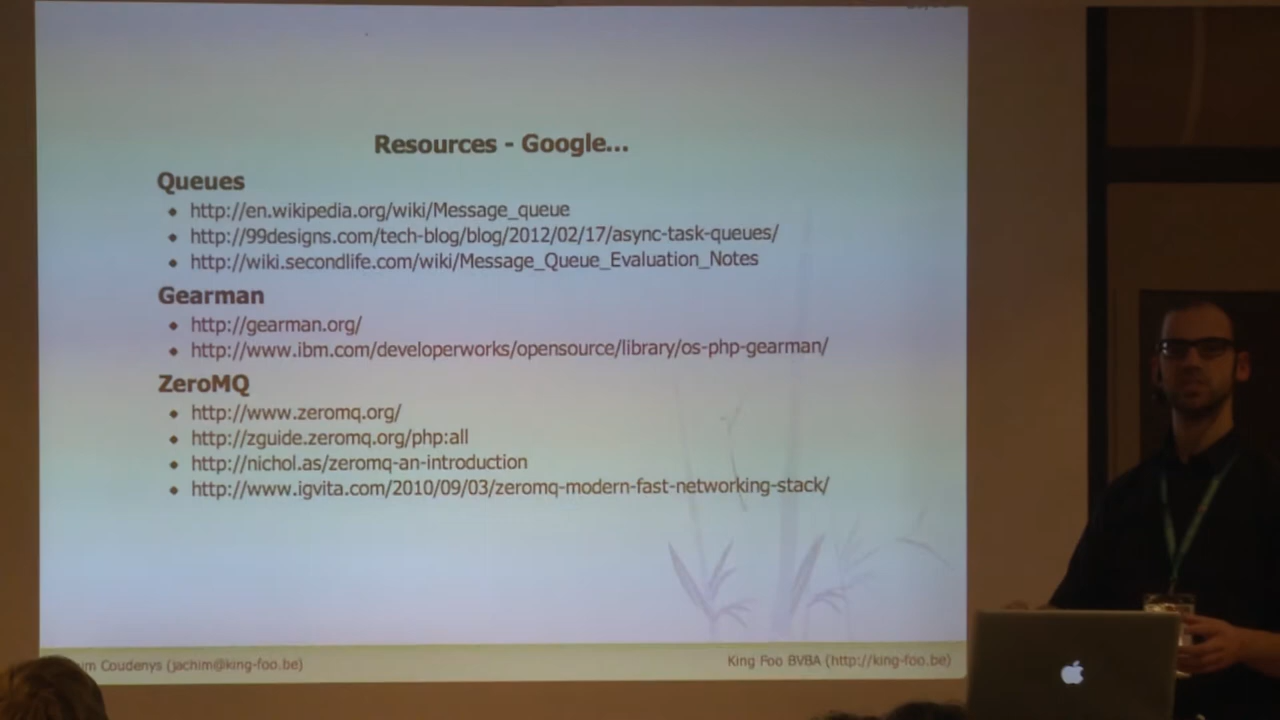 Resources - Google...
Queues
• http://en.wikipedia.org/wiki/Message_queue
• http://99designs.com/tech-blog/blog/2012/02/17/async-task-queues/
• http://wiki.secondlife.com/wiki/Message_Queue_Evaluation_Notes
Gearman
• http://gearman.org/
• http://www.ibm.com/developerworks/opensource/library/os-php-gearman/
ZeroMQ
• http://www.zeromq.org/
• http://zguide.zeromq.org/php:all
• http://nichol.as/zeromq-an-introduction
• http://www.igvita.com/2010/09/03/zeromq-modern-fast-networking-stack/
Coudenys (jachim@king-foo.be)
King Foo BVBA (http://king-foo.be)